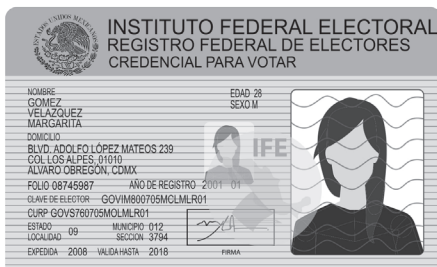 ESTADOS UNIDOS MEXICANOS
INSTITUTO FEDERAL ELECTORAL
REGISTRO FEDERAL DE ELECTORES
CREDENCIAL PARA VOTAR
NOMBRE
GOMEZ
VELAZQUEZ
MARGARITA
EDAD 28
SEXO M
DOMICILIO
BLVD. ADOLFO LÓPEZ MATEOS 239
COL LOS ALPES, 01010
ALVARO OBREGON, CDMX
IFE
FOLIO 08745987 AÑO DE REGISTRO 2001 01
CLAVE DE ELECTOR GOVIM800705MCLMLR01
CURP GOVS760705MOLMLR01
ESTADO 09 MUNICIPIO 012
LOCALIDAD SECCION 3794
EXPEDIDA 2008 VALIDA HASTA 2018
FIRMA